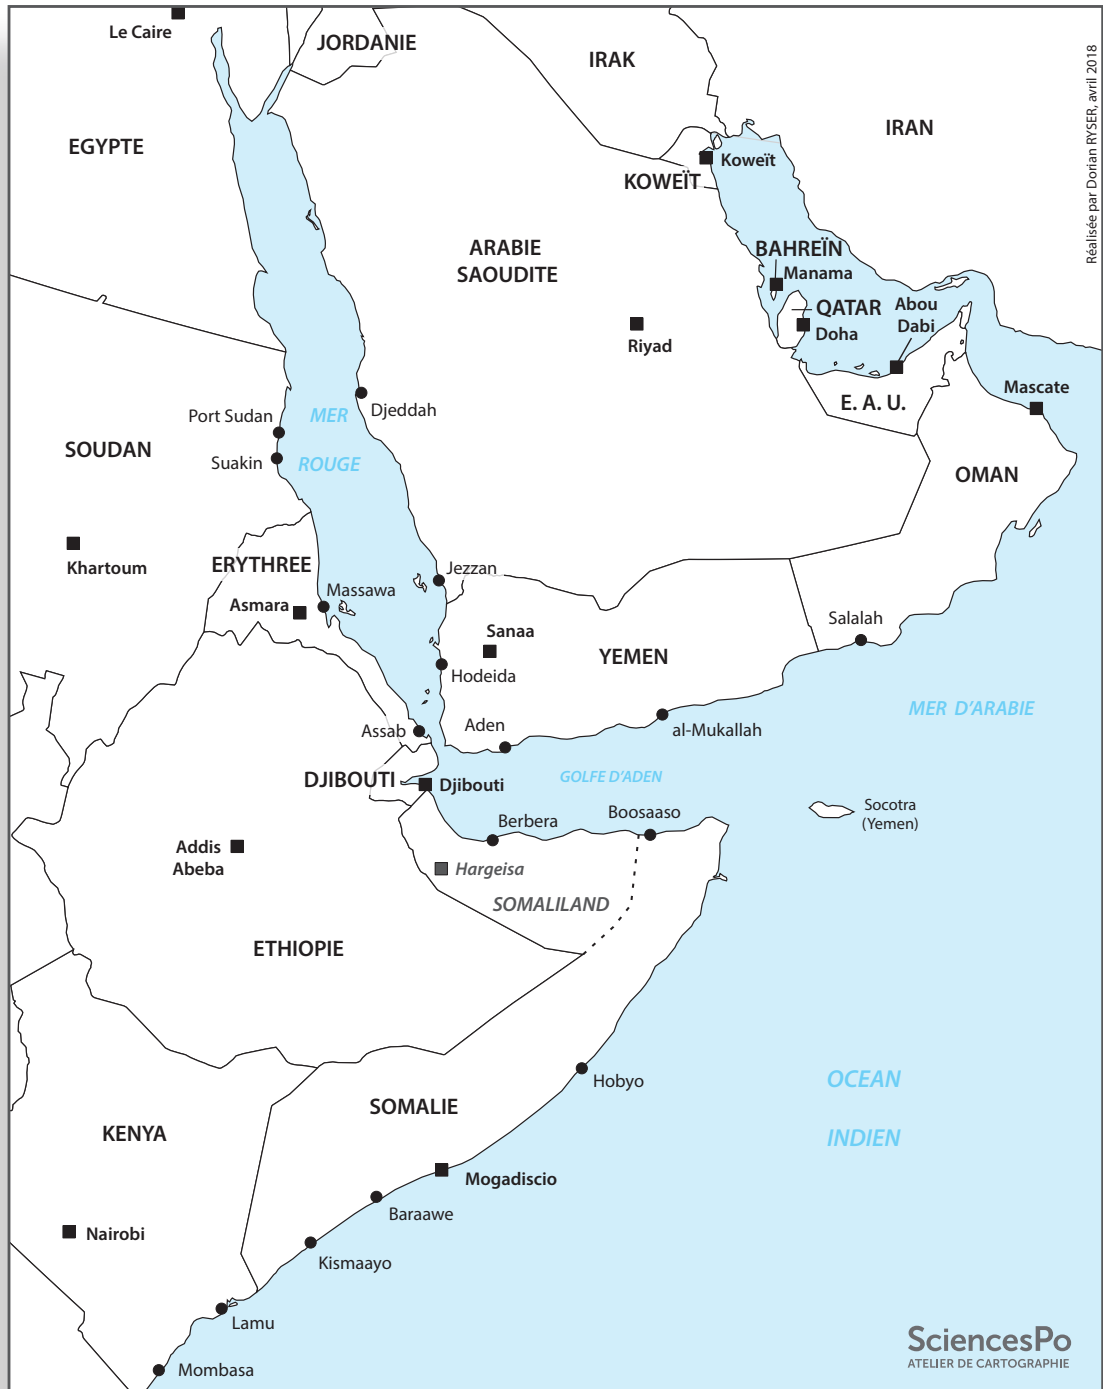 Le Caire
JORDANIE
IRAK
IRAN
Réalisée par Dorian RYSER, avril 2018
EGYPTE
Koweït
KOWEÏT
ARABIE
SAOUDITE
BAHREÏN
Manama
QATAR
Doha
Abou
Dabi
Riyad
E. A. U.
Mascate
Djeddah
Port Sudan
MER
ROUGE
Suakin
SOUDAN
OMAN
Khartoum
ERYTHREE
Jezzan
Massawa
Asmara
Sanaa
Salalah
YEMEN
Hodeida
MER D'ARABIE
Assab
Aden
al-Mukallah
DJIBOUTI
Djibouti
GOLFE D'ADEN
Berbera
Boosaaso
Socotra
(Yemen)
Addis
Abeba
Hargeisa
SOMALILAND
ETHIOPIE
Hobyo
OCEAN
INDIEN
SOMALIE
KENYA
Mogadiscio
Baraawe
Nairobi
Kismaayo
Lamu
Mombasa
SciencesPo
ATELIER DE CARTOGRAPHIE